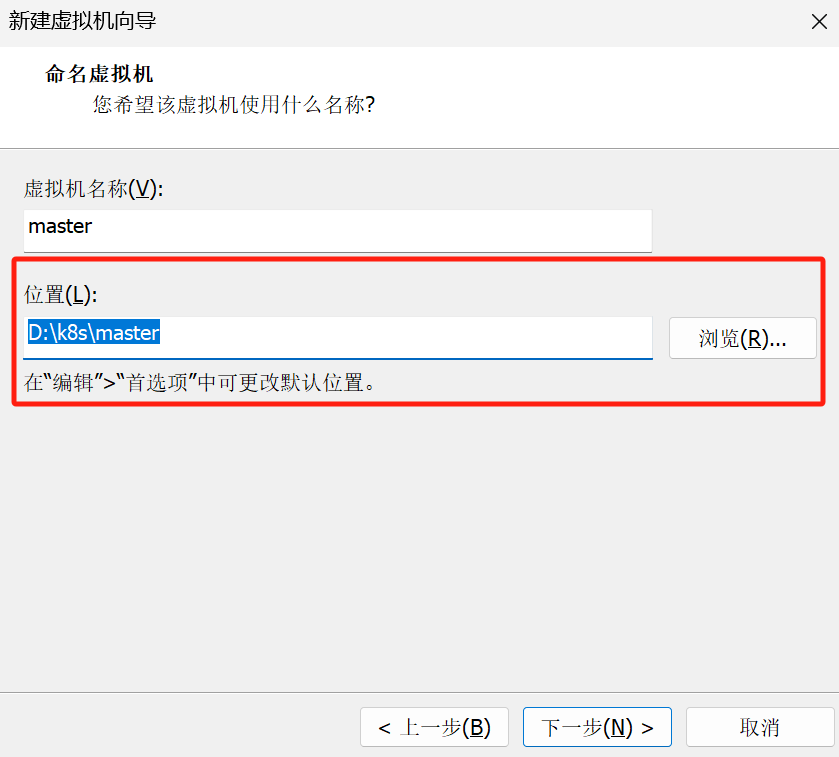 新建虚拟机向导
命名虚拟机
您希望该虚拟机使用什么名称?
虚拟机名称(V):
master
位置(L):
D:\k8s\master
浏览(R)...
在“编辑”>“首选项”中可更改默认位置。
< 上一步(B)
下一步(N) >
取消